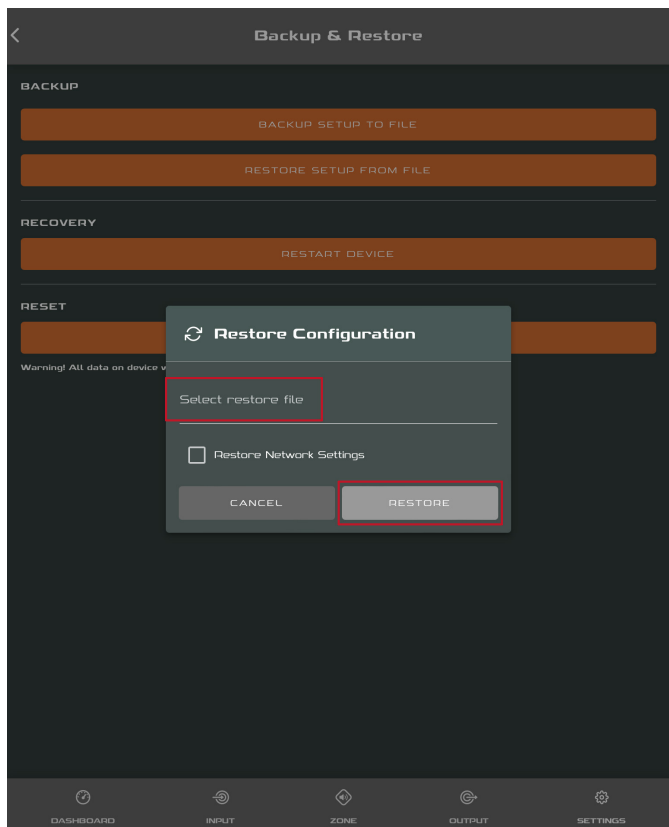 Backup & Restore
BACKUP
BACKUP SETUP TO FILE
RESTORE SETUP FROM FILE
RECOVERY
RESTART DEVICE
RESET
Warning! All data on device
Restore Configuration
Select restore file
Restore Network Settings
CANCEL
RESTORE
DASHBOARD
INPUT
ZONE
OUTPUT
SETTINGS